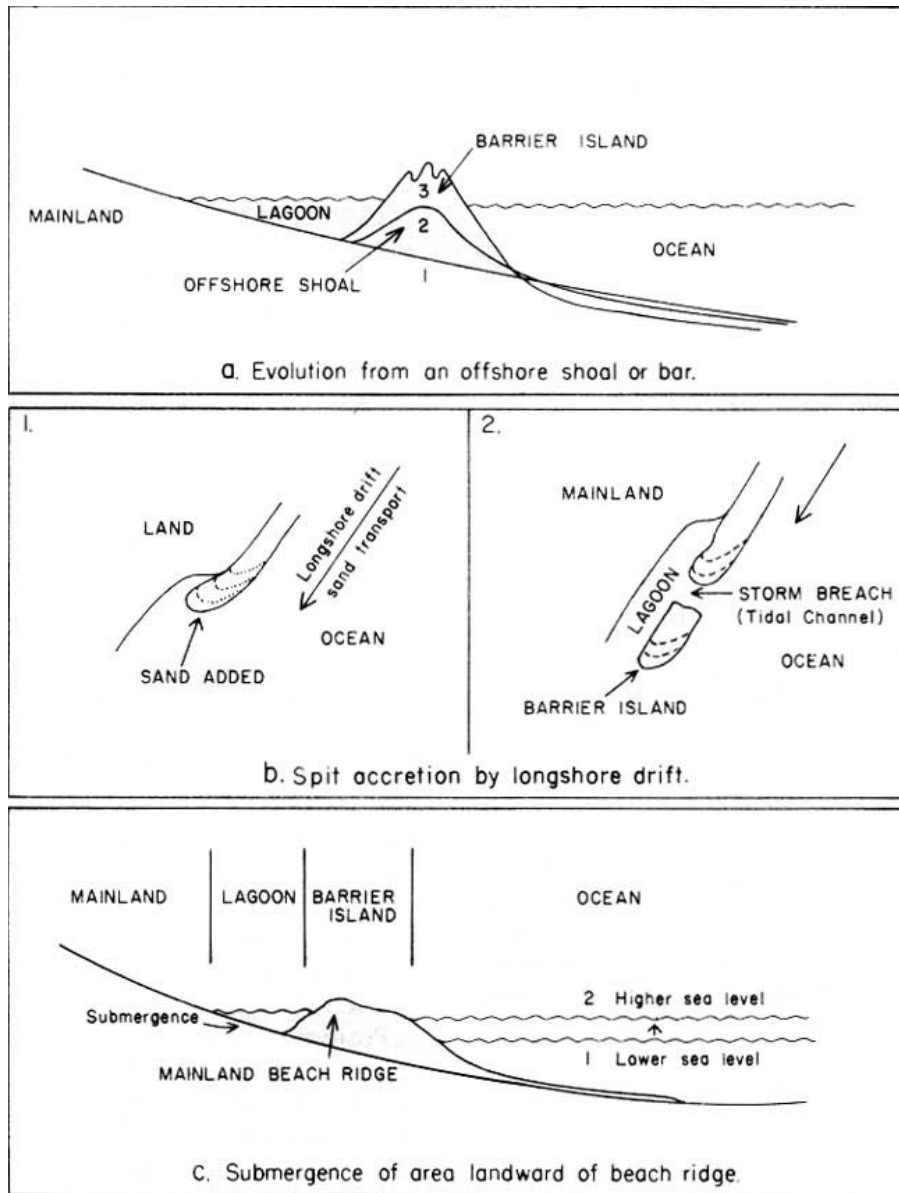 BARRIER ISLAND
3
LAGOON
MAINLAND
2
OCEAN
OFFSHORE SHOAL
1
a. Evolution from an offshore shoal or bar.
1.
LAND
Longshore drift
sand transport
OCEAN
SAND ADDED
2.
MAINLAND
LAGOON
STORM BREACH
(Tidal Channel)
OCEAN
BARRIER ISLAND
b. Spit accretion by longshore drift.
MAINLAND
LAGOON
BARRIER
ISLAND
OCEAN
2 Higher sea level
Submergence
1 Lower sea level
MAINLAND BEACH RIDGE
c. Submergence of area landward of beach ridge.